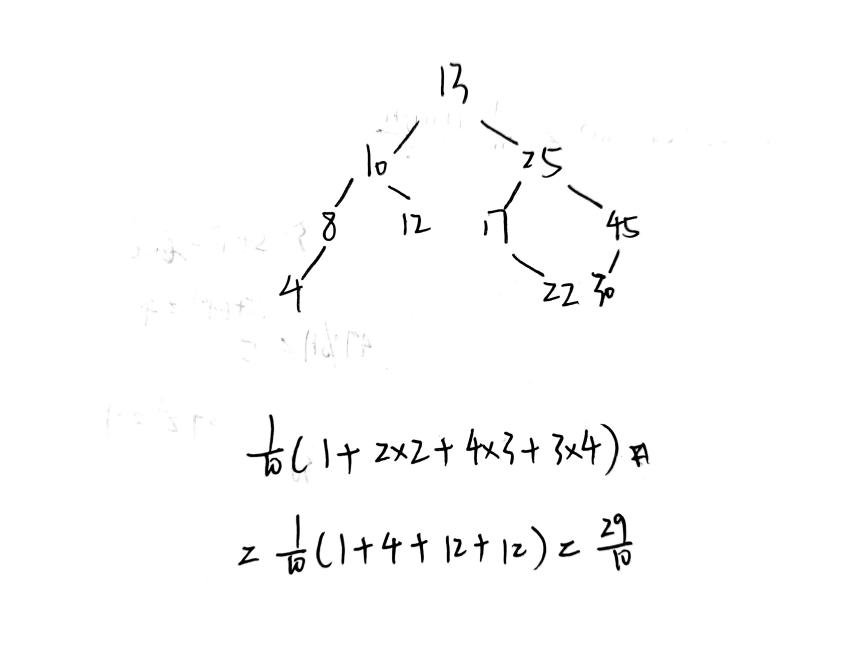 13
10 25
8 12 17 45
4 22 30
1/10 (1 + 2×2 + 4×3 + 3×4)
= 1/10 (1 + 4 + 12 + 12) = 29/10